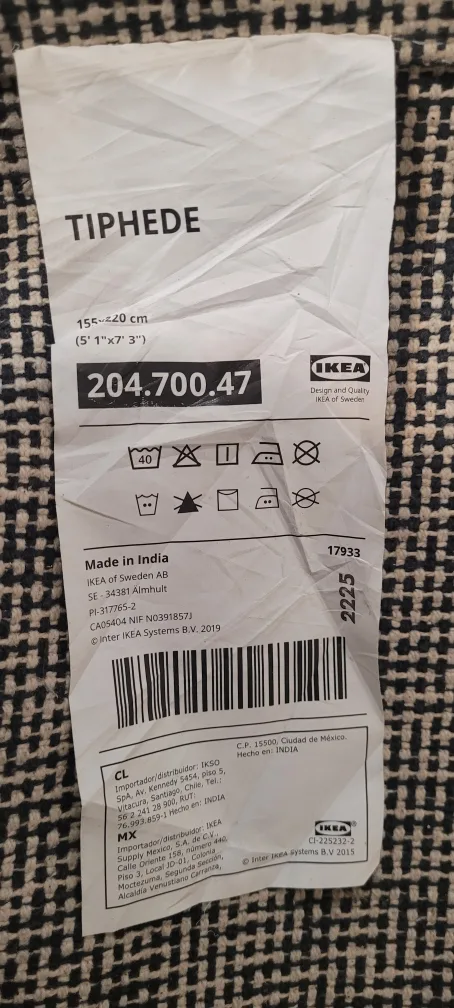 TIPHEDE
155x220 cm
(5' 1"x7' 3")
204.700.47
IKEA
Design and Quality
IKEA of Sweden
40
Made in India
17933
IKEA of Sweden AB
SE - 34381 Älmhult
PI-317765-2
CA05404 NIF N0391857J
© Inter IKEA Systems B.V. 2019
2225
CL
Importador/distribuidor: IKSO
SpA, Av. Kennedy 5454, piso 5,
Vitacura, Santiago, Chile, Tel.:
56 2 241 28 900, RUT:
76.993.859-1 Hecho en: INDIA
MX
Importador/distribuidor: IKEA
Supply Mexico, S.A. de C.V.,
Calle Oriente 158, número 440,
Piso 3, Local JD-01, Colonia
Moctezuma, Segunda Sección,
Alcaldía Venustiano Carranza,
C.P. 15500, Ciudad de México.
Hecho en: INDIA
IKEA®
CI-225232-2
© Inter IKEA Systems B.V 2015